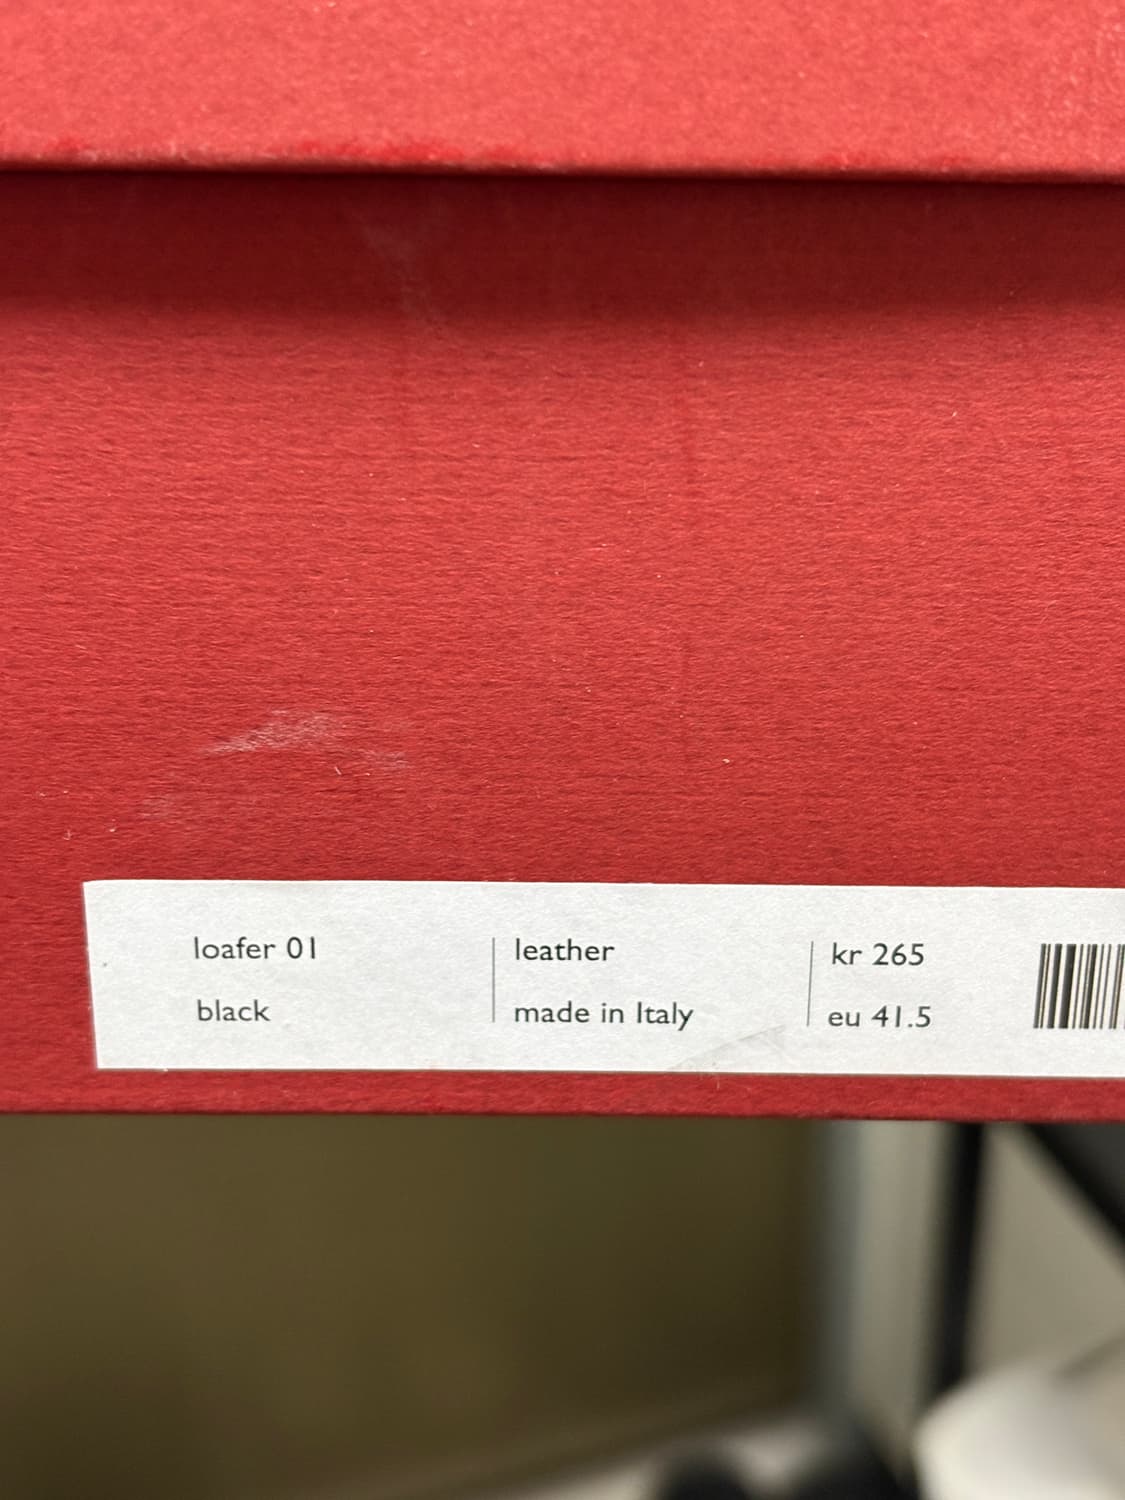 loafer 01
black
leather
made in Italy
kr 265
eu 41.5